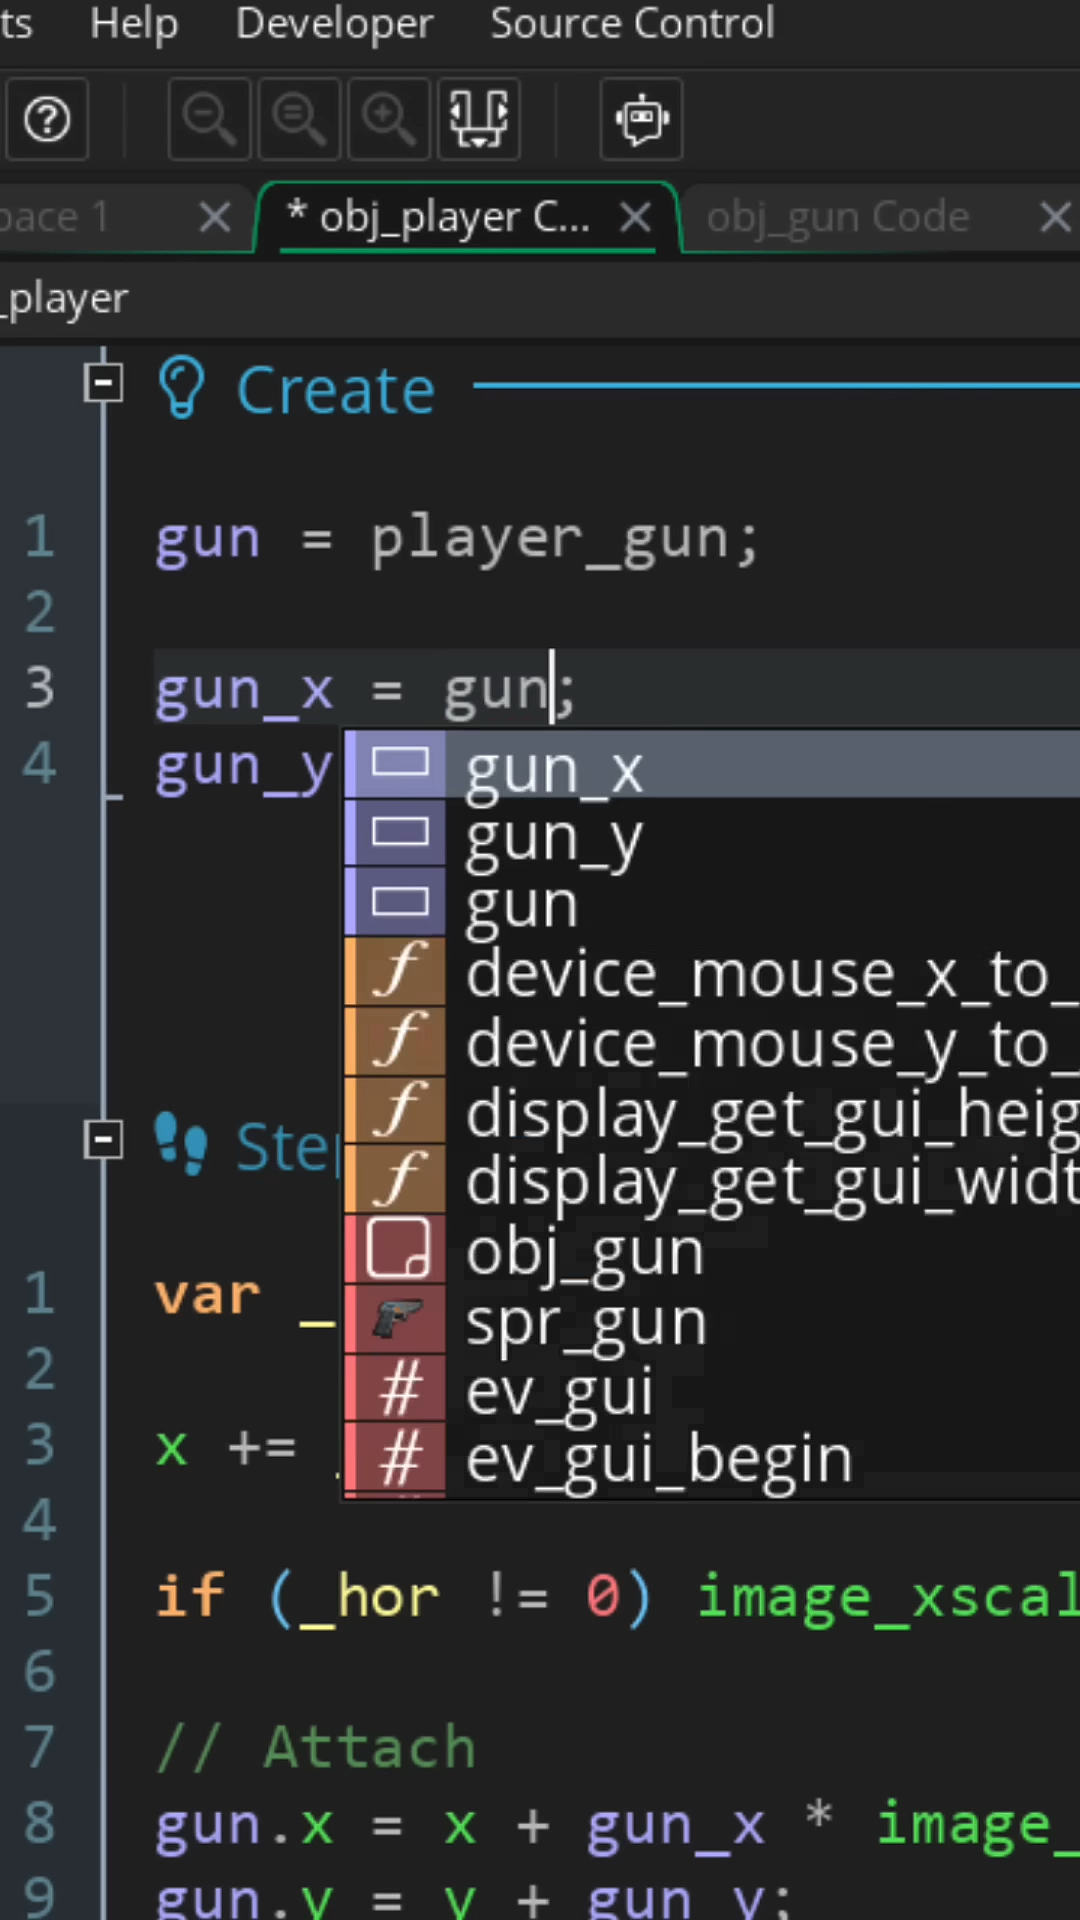 ts Help Developer Source Control
pace 1 * obj_player C... obj_gun Code
_player
Create
1 gun = player_gun;
2
3 gun_x = gun;
4 gun_y
gun_x
gun_y
gun
device_mouse_x_to_
device_mouse_y_to_
display_get_gui_heig
Ste
display_get_gui_widt
obj_gun
1 var _
spr_gun
2
ev_gui
3 x +=
ev_gui_begin
4
5 if (_hor != 0) image_xscal
6
7 // Attach
8 gun.x = x + gun_x * image_
9 gun.y = y + gun_y;